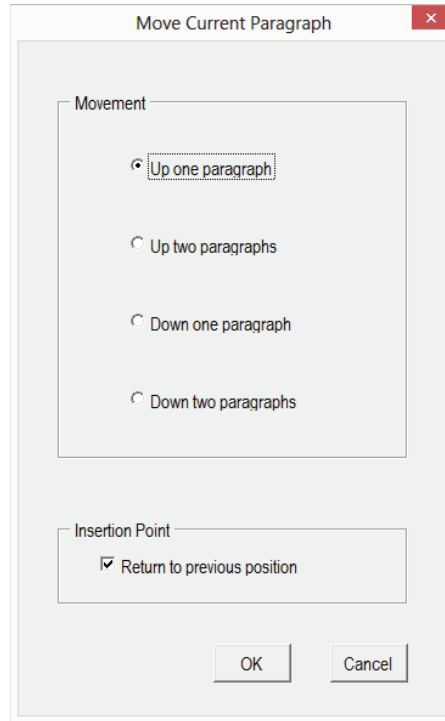 Move Current Paragraph
Movement
Up one paragraph
Up two paragraphs
Down one paragraph
Down two paragraphs
Insertion Point
Return to previous position
OK Cancel